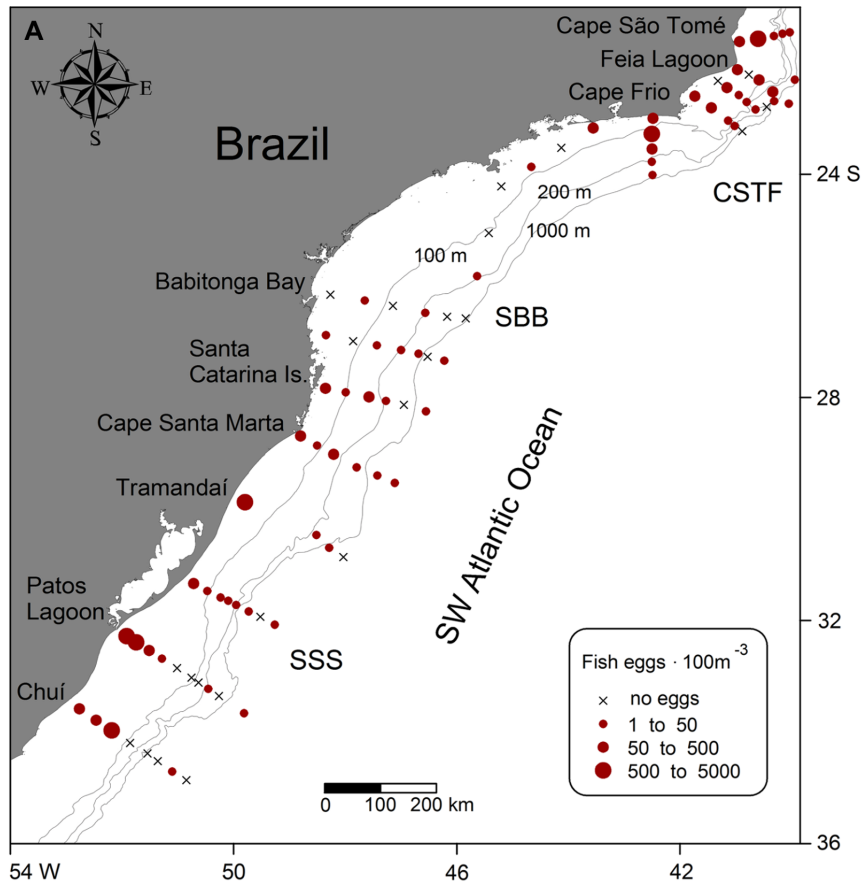 A
N
W
E
S
Brazil
Cape São Tomé
Feia Lagoon
Cape Frio
24 S
CSTF
200 m
1000 m
100 m
Babitonga Bay
SBB
Santa
Catarina Is.
28
Cape Santa Marta
Tramandaí
SW Atlantic Ocean
Patos
Lagoon
32
SSS
Chuí
Fish eggs · 100m⁻³
× no eggs
1 to 50
50 to 500
500 to 5000
0 100 200 km
36
54 W 50 46 42